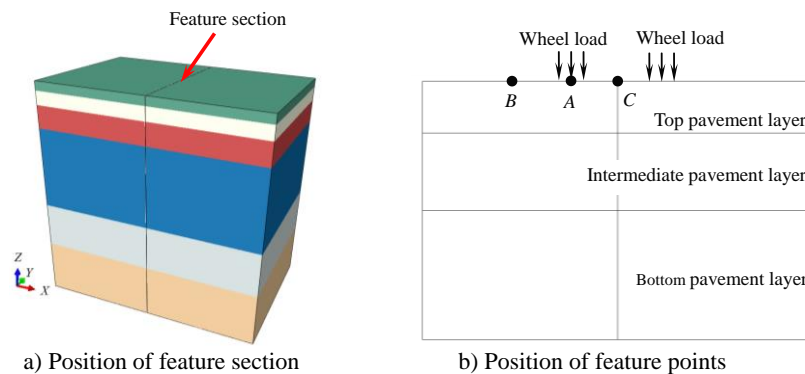 Feature section
Z
Y
X
a) Position of feature section
Wheel load Wheel load
B A C
Top pavement layer
Intermediate pavement layer
Bottom pavement layer
b) Position of feature points